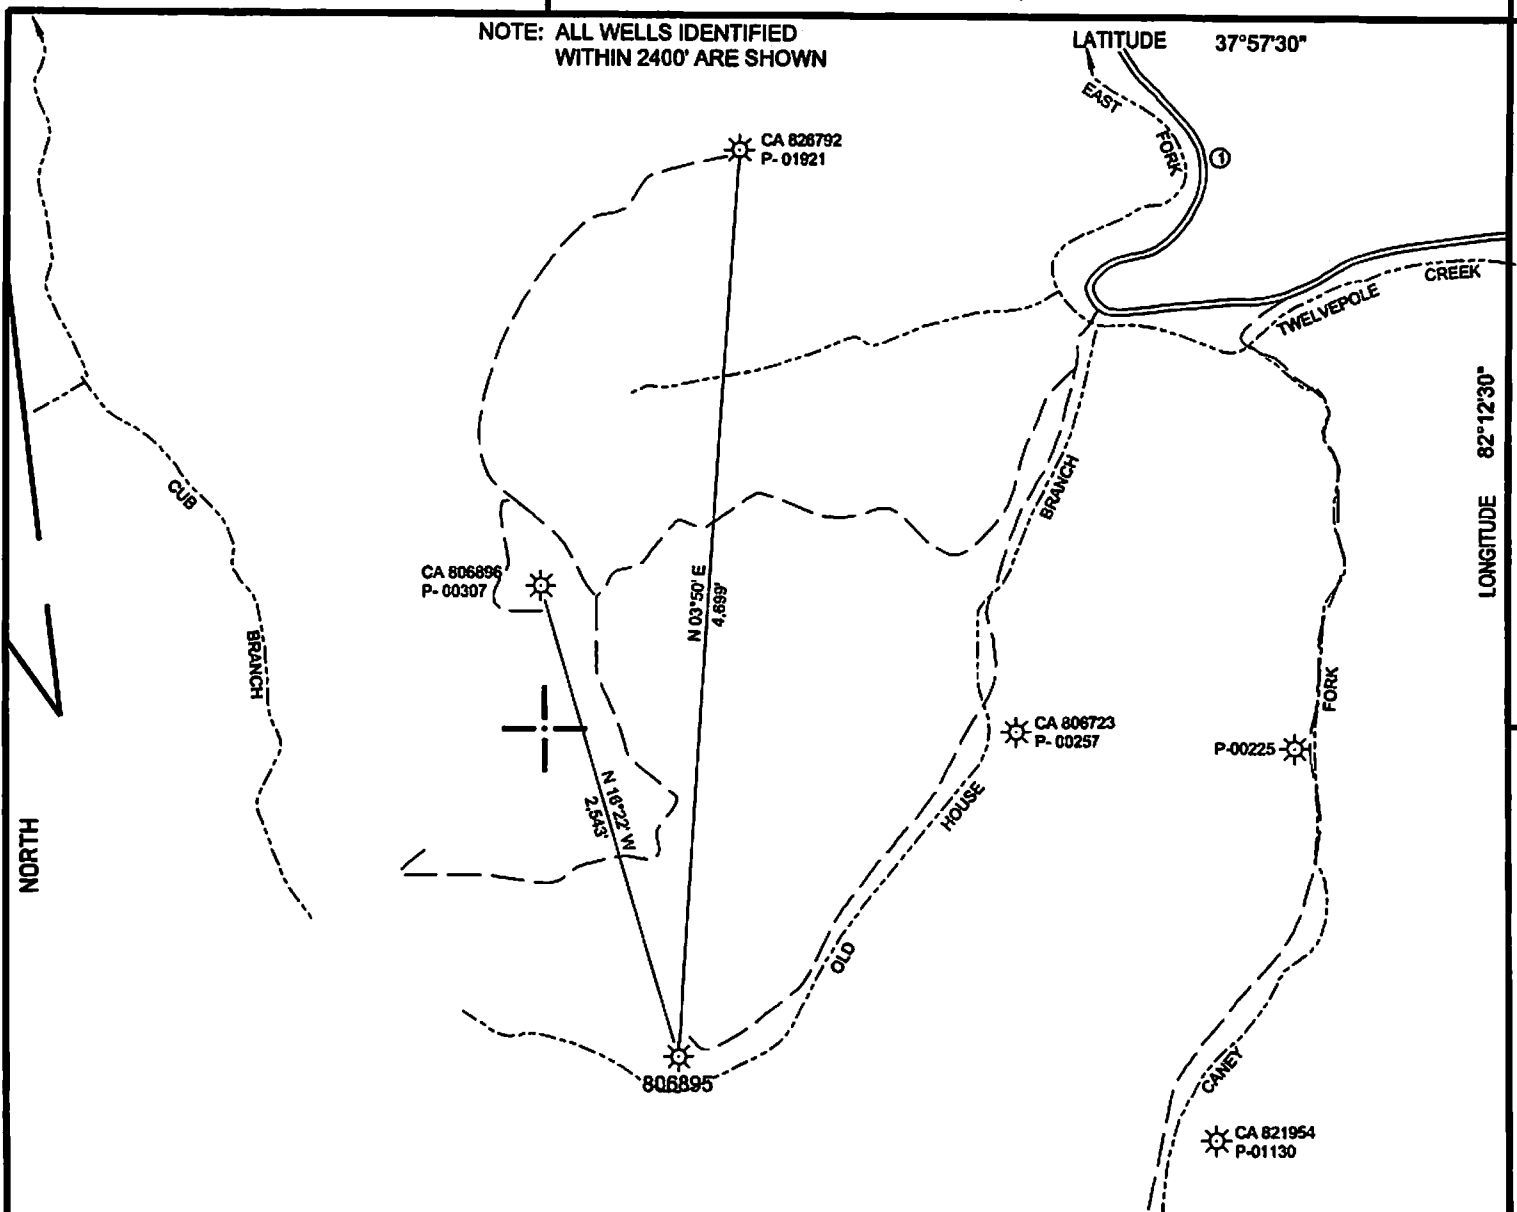 NOTE: ALL WELLS IDENTIFIED
WITHIN 2400' ARE SHOWN
LATITUDE 37°57'30"
EAST
FORK
1
CA 826792
P- 01921
CREEK
TWELVEPOLE
LONGITUDE 82°12'30"
CUB
BRANCH
BRANCH
CA 806896
P- 00307
N 03°50' E
4,699'
FORK
CA 806723
P- 00257
P-00225
N 16°22' W
2,543'
HOUSE
NORTH
OLD
806895
CANEY
CA 821954
P-01130